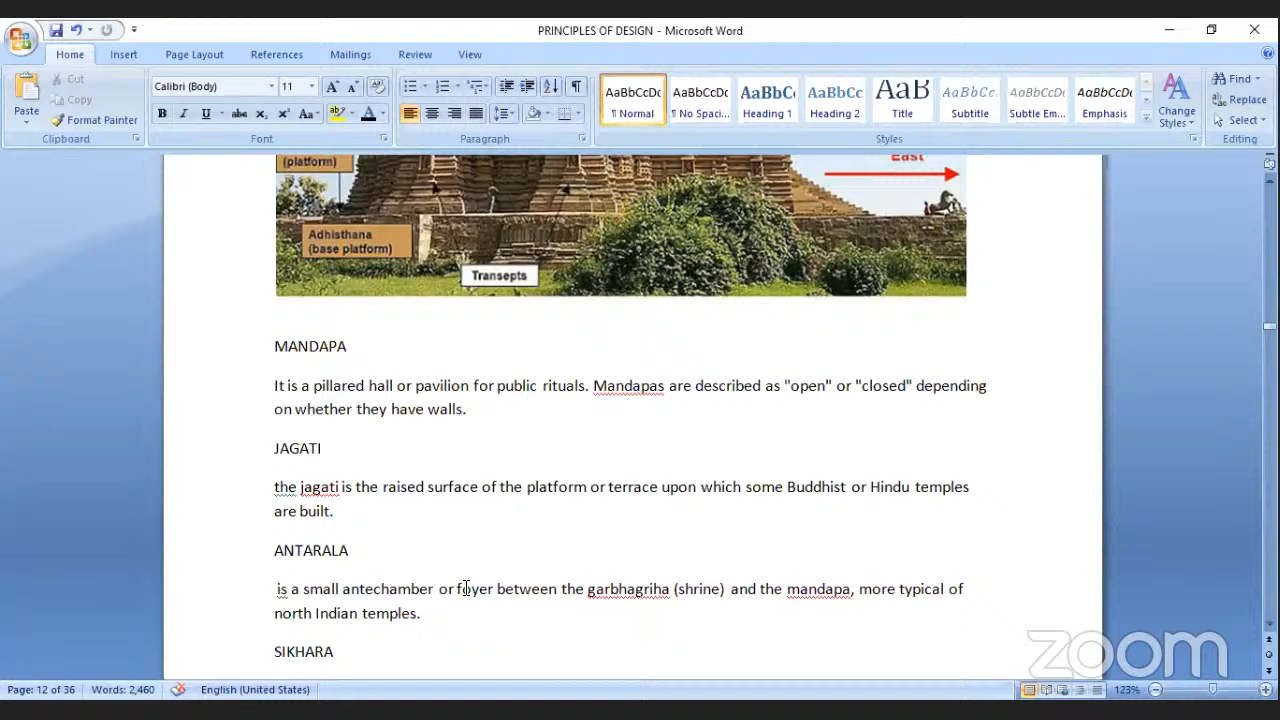 PRINCIPLES OF DESIGN - Microsoft Word
Home Insert Page Layout References Mailings Review View
Paste
Cut
Copy
Format Painter
Clipboard
Calibri (Body) 11
Font
Paragraph
AaBbCcDc AaBbCcDc AaBbCc AaBbCc AaB AaBbCc. AaBbCcDc AaBbCcDc
¶ Normal ¶ No Spaci... Heading 1 Heading 2 Title Subtitle Subtle Em... Emphasis
Change
Styles
Styles
Find
Replace
Select
Editing
(platform)
East
Adhisthana
(base platform)
Transepts
MANDAPA
It is a pillared hall or pavilion for public rituals. Mandapas are described as "open" or "closed" depending
on whether they have walls.
JAGATI
the jagati is the raised surface of the platform or terrace upon which some Buddhist or Hindu temples
are built.
ANTARALA
is a small antechamber or foyer between the garbhagriha (shrine) and the mandapa, more typical of
north Indian temples.
SIKHARA
zoom
Page: 12 of 36 Words: 2,460 English (United States) 123%